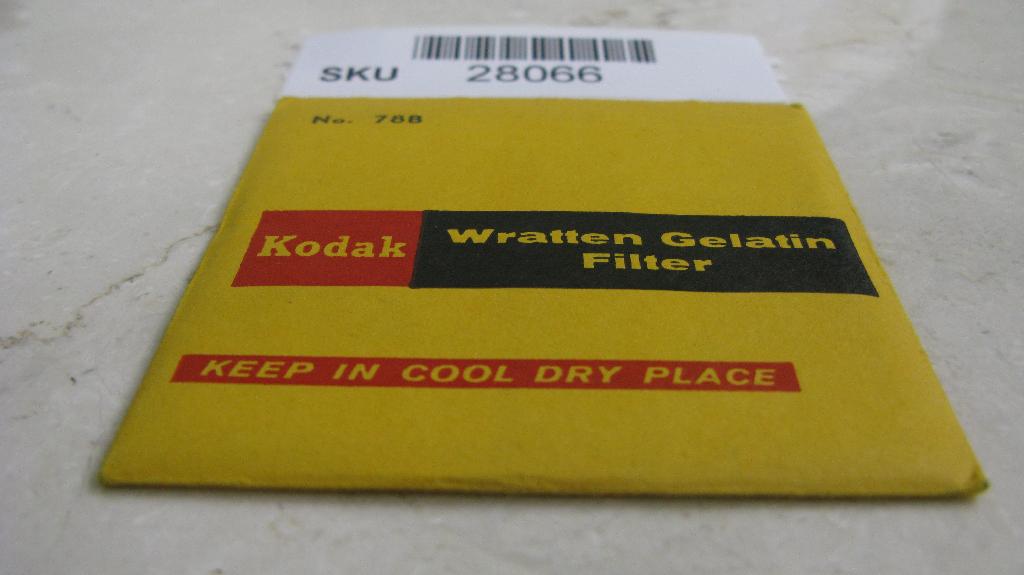 SKU 28066
No. 78B
Kodak Wratten Gelatin
Filter
KEEP IN COOL DRY PLACE